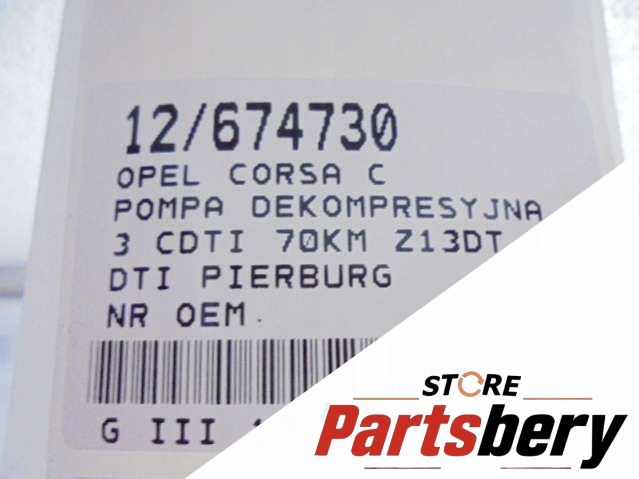 12/674730
OPEL CORSA C
POMPA DEKOMPRESYJNA
3 CDTI 70KM Z13DT
DTI PIERBURG
NR OEM
G III
STORE
Partsbery